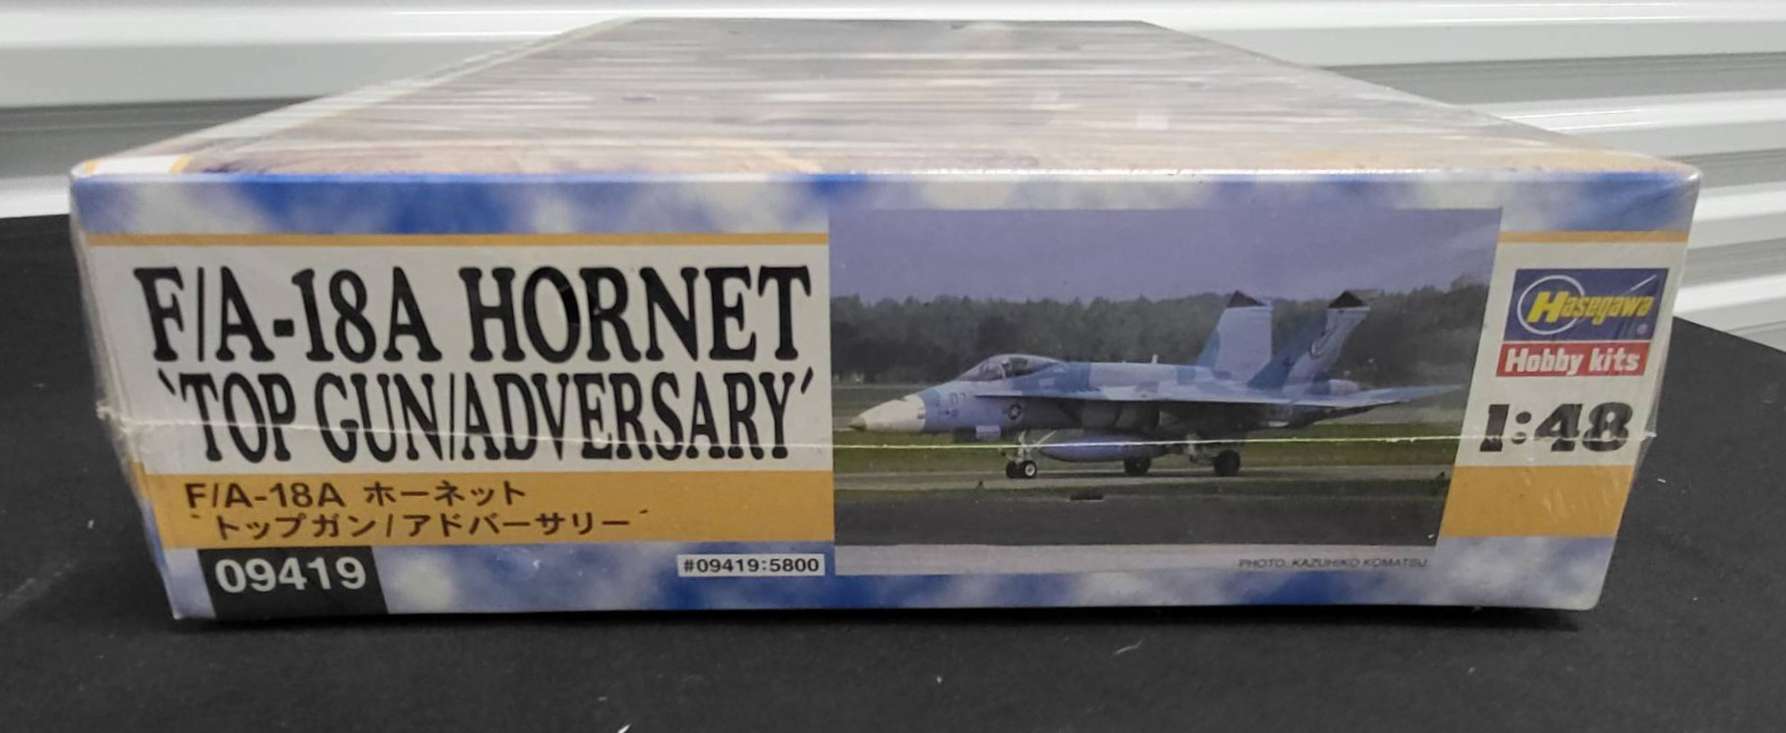 F/A-18A HORNET
`TOP GUN/ADVERSARY´
F/A-18A ホーネット
`トップガン/アドバーサリー´
09419
#09419:5800
PHOTO. KAZUHIKO KOMATSU
Hasegawa
®
Hobby kits
1:48